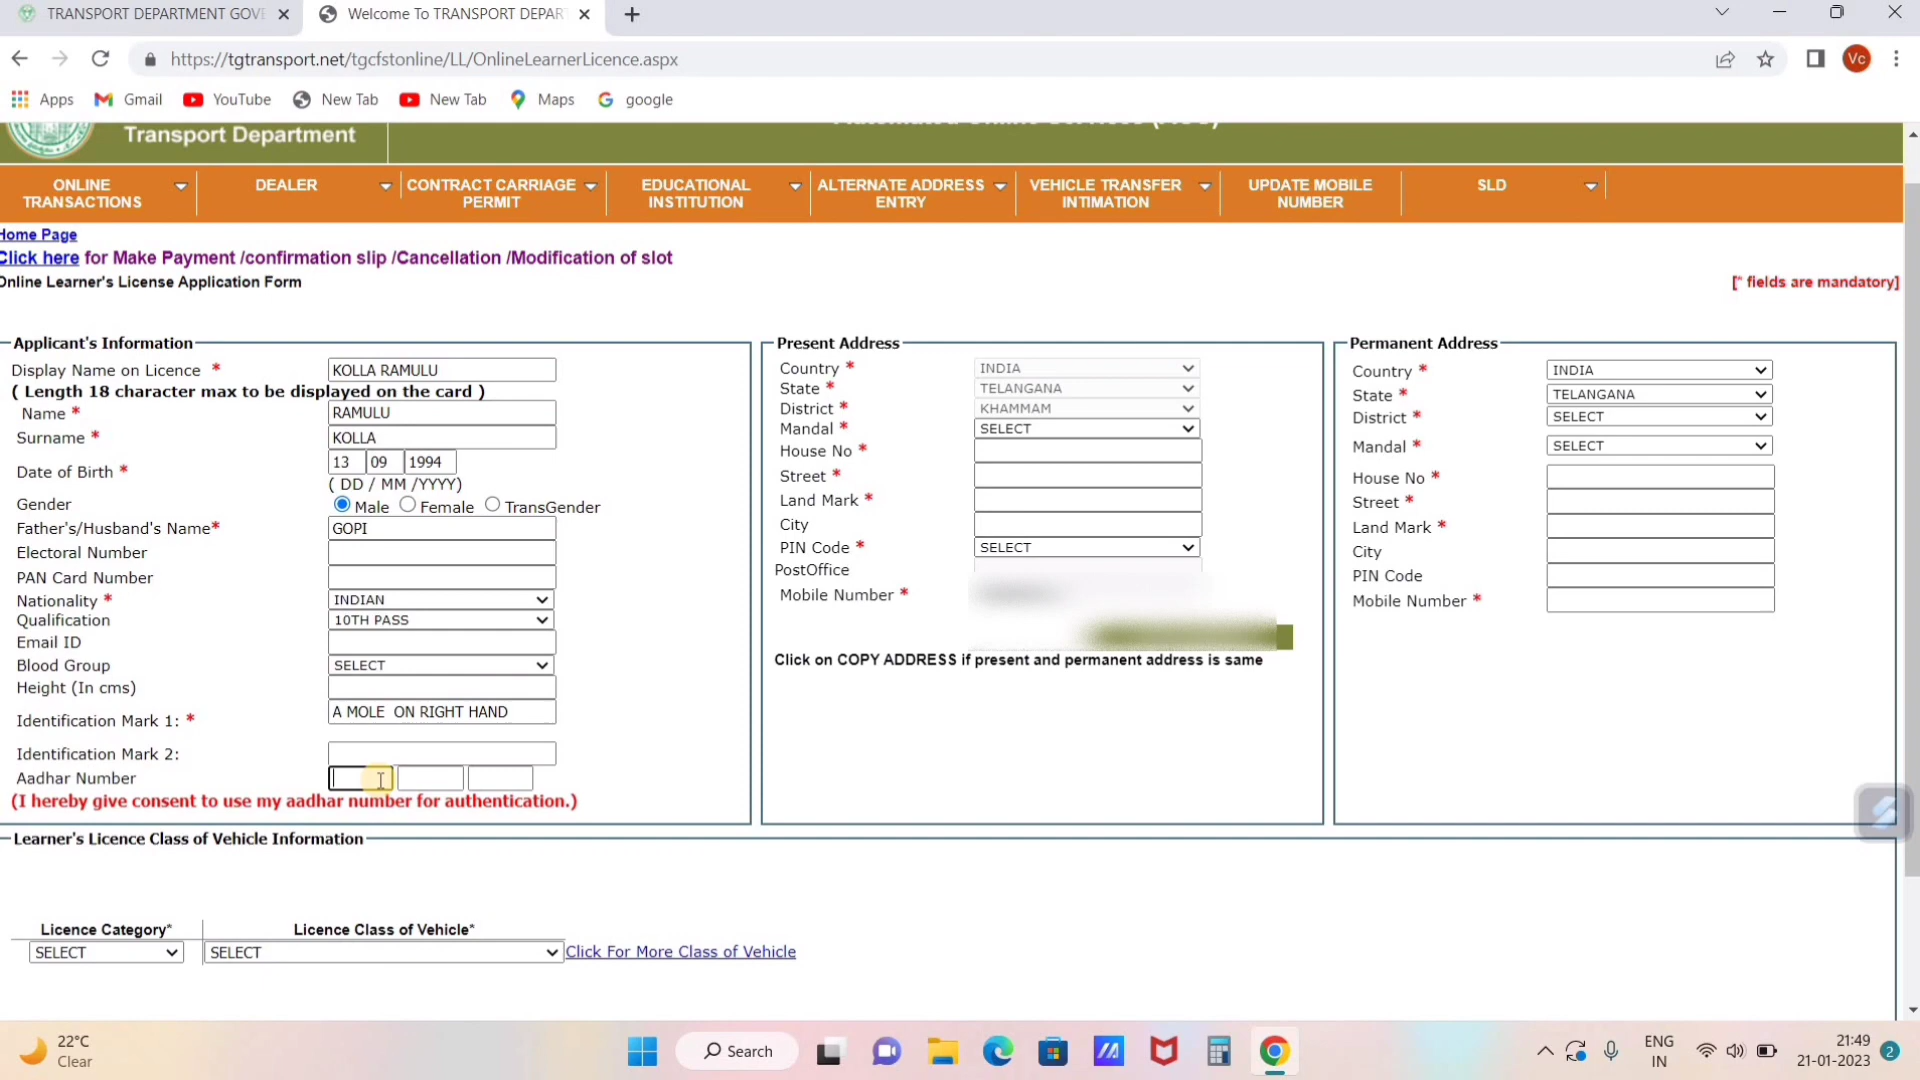 TRANSPORT DEPARTMENT GOVE
Welcome To TRANSPORT DEPAR
https://tgtransport.net/tgcfstonline/LL/OnlineLearnerLicence.aspx
Vc
Apps Gmail YouTube New Tab New Tab Maps google
Transport Department
ONLINE TRANSACTIONS
DEALER
CONTRACT CARRIAGE PERMIT
EDUCATIONAL INSTITUTION
ALTERNATE ADDRESS ENTRY
VEHICLE TRANSFER INTIMATION
UPDATE MOBILE NUMBER
SLD
Home Page
Click here for Make Payment /confirmation slip /Cancellation /Modification of slot
Online Learner's License Application Form
[* fields are mandatory]
Applicant's Information
Display Name on Licence * KOLLA RAMULU
( Length 18 character max to be displayed on the card )
Name * RAMULU
Surname * KOLLA
Date of Birth * 13 09 1994
( DD / MM /YYYY)
Gender Male Female TransGender
Father's/Husband's Name* GOPI
Electoral Number
PAN Card Number
Nationality * INDIAN
Qualification 10TH PASS
Email ID
Blood Group SELECT
Height (In cms)
Identification Mark 1: * A MOLE ON RIGHT HAND
Identification Mark 2:
Aadhar Number
(I hereby give consent to use my aadhar number for authentication.)
Present Address
Country * INDIA
State * TELANGANA
District * KHAMMAM
Mandal * SELECT
House No *
Street *
Land Mark *
City
PIN Code * SELECT
PostOffice
Mobile Number *
Click on COPY ADDRESS if present and permanent address is same
Permanent Address
Country * INDIA
State * TELANGANA
District * SELECT
Mandal * SELECT
House No *
Street *
Land Mark *
City
PIN Code
Mobile Number *
Learner's Licence Class of Vehicle Information
Licence Category* Licence Class of Vehicle*
SELECT SELECT Click For More Class of Vehicle
22°C
Clear
Search
ENG
IN
21:49
21-01-2023
2